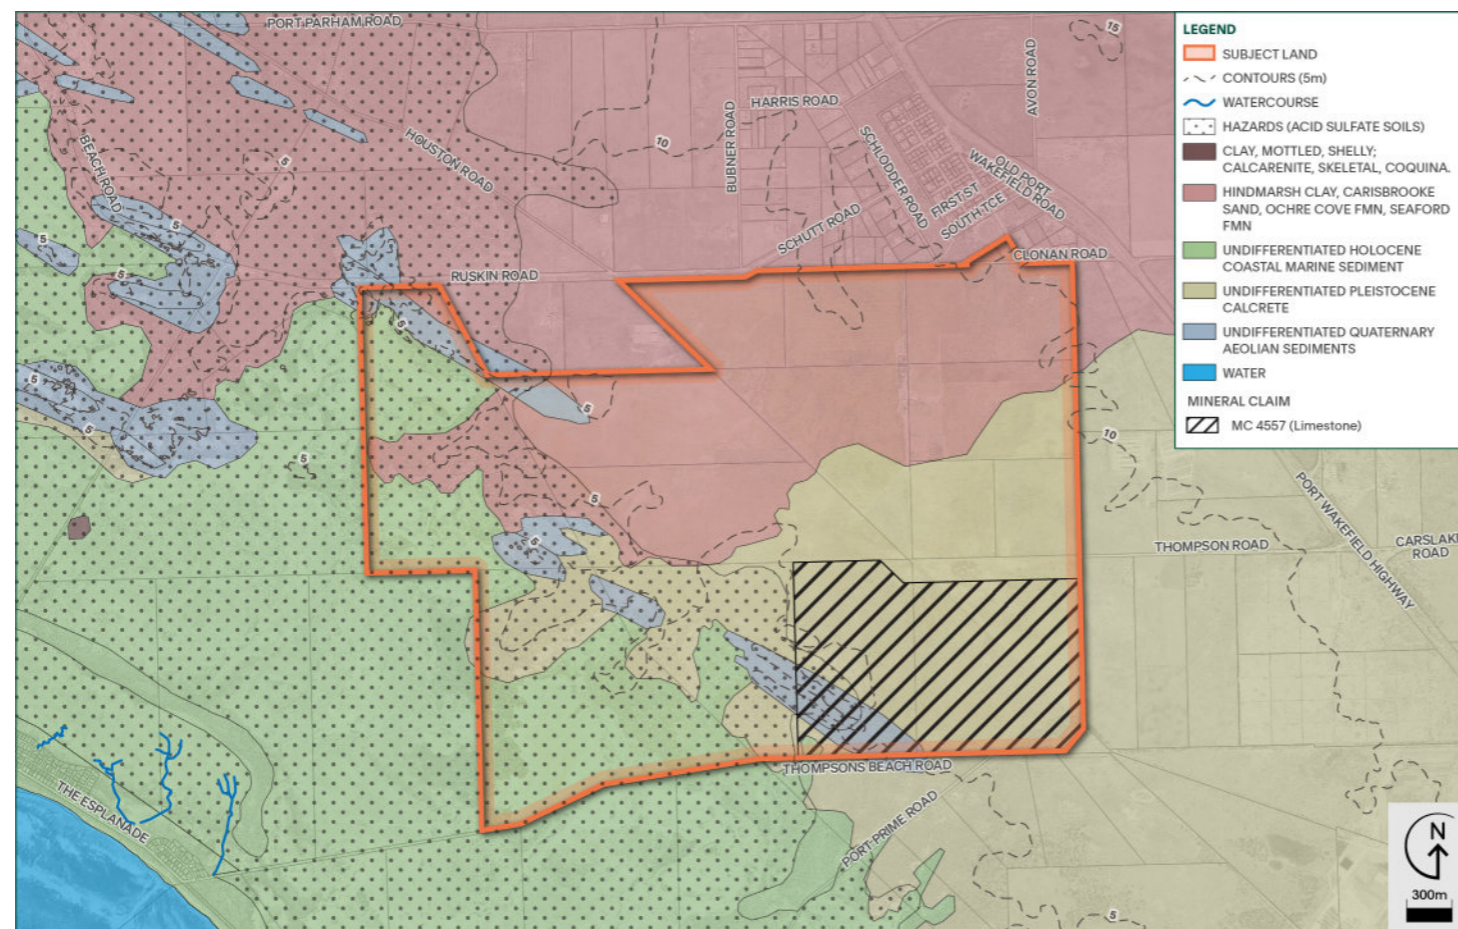 PORT PARHAM ROAD
15
AVON ROAD
HARRIS ROAD
BEACH ROAD
HOUSTON ROAD
5
10
BUBNER ROAD
SCHLODDER ROAD
OLD PORT
WAKEFIELD ROAD
FIRST ST
SOUTH TCE
SCHUTT ROAD
5
5
CLONAN ROAD
5
RUSKIN ROAD
5
5
5
5
10
5
5
5
THOMPSON ROAD
PORT WAKEFIELD HIGHWAY
CARSLAKE
ROAD
THE ESPLANADE
THOMPSONS BEACH ROAD
PORT PRIME ROAD
5
LEGEND
SUBJECT LAND
CONTOURS (5m)
WATERCOURSE
HAZARDS (ACID SULFATE SOILS)
CLAY, MOTTLED, SHELLY;
CALCARENITE, SKELETAL, COQUINA.
HINDMARSH CLAY, CARISBROOKE
SAND, OCHRE COVE FMN, SEAFORD
FMN
UNDIFFERENTIATED HOLOCENE
COASTAL MARINE SEDIMENT
UNDIFFERENTIATED PLEISTOCENE
CALCRETE
UNDIFFERENTIATED QUATERNARY
AEOLIAN SEDIMENTS
WATER
MINERAL CLAIM
MC 4557 (Limestone)
N
300m